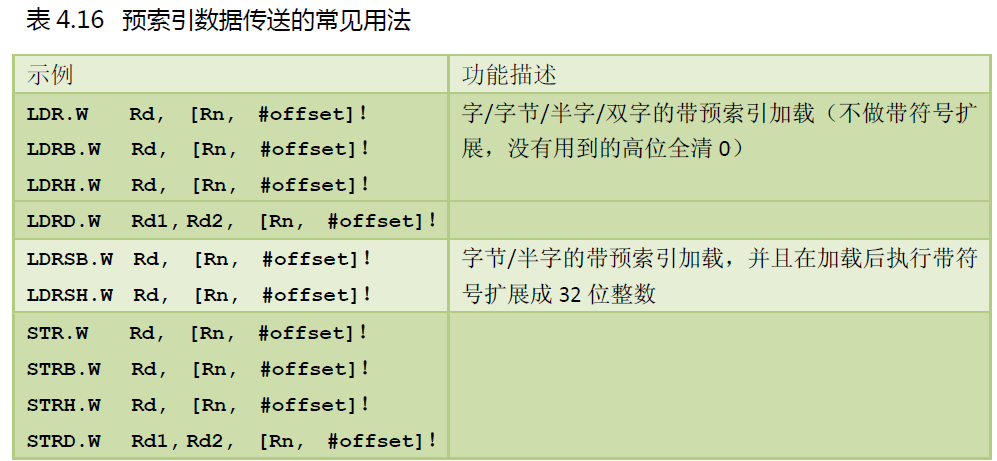 表 4.16 预索引数据传送的常见用法
示例 功能描述
LDR.W Rd, [Rn, #offset]! 字/字节/半字/双字的带预索引加载（不做带符号扩
LDRB.W Rd, [Rn, #offset]! 展，没有用到的高位全清 0）
LDRH.W Rd, [Rn, #offset]!
LDRD.W Rd1,Rd2, [Rn, #offset]!
LDRSB.W Rd, [Rn, #offset]! 字节/半字的带预索引加载，并且在加载后执行带符
LDRSH.W Rd, [Rn, #offset]! 号扩展成 32 位整数
STR.W Rd, [Rn, #offset]!
STRB.W Rd, [Rn, #offset]!
STRH.W Rd, [Rn, #offset]!
STRD.W Rd1,Rd2, [Rn, #offset]!